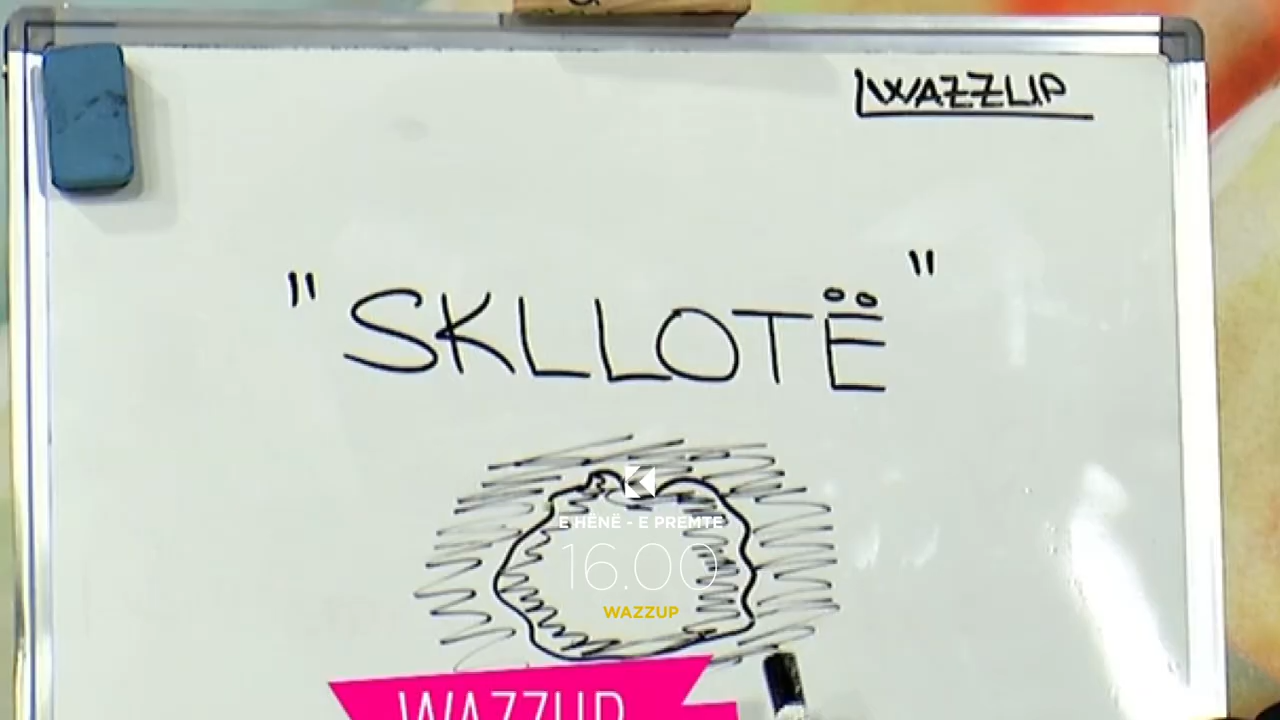 WAZZUP
"SKLLOTË"
E HËNË - E PREMTE
16.00
WAZZUP
WAZZUP